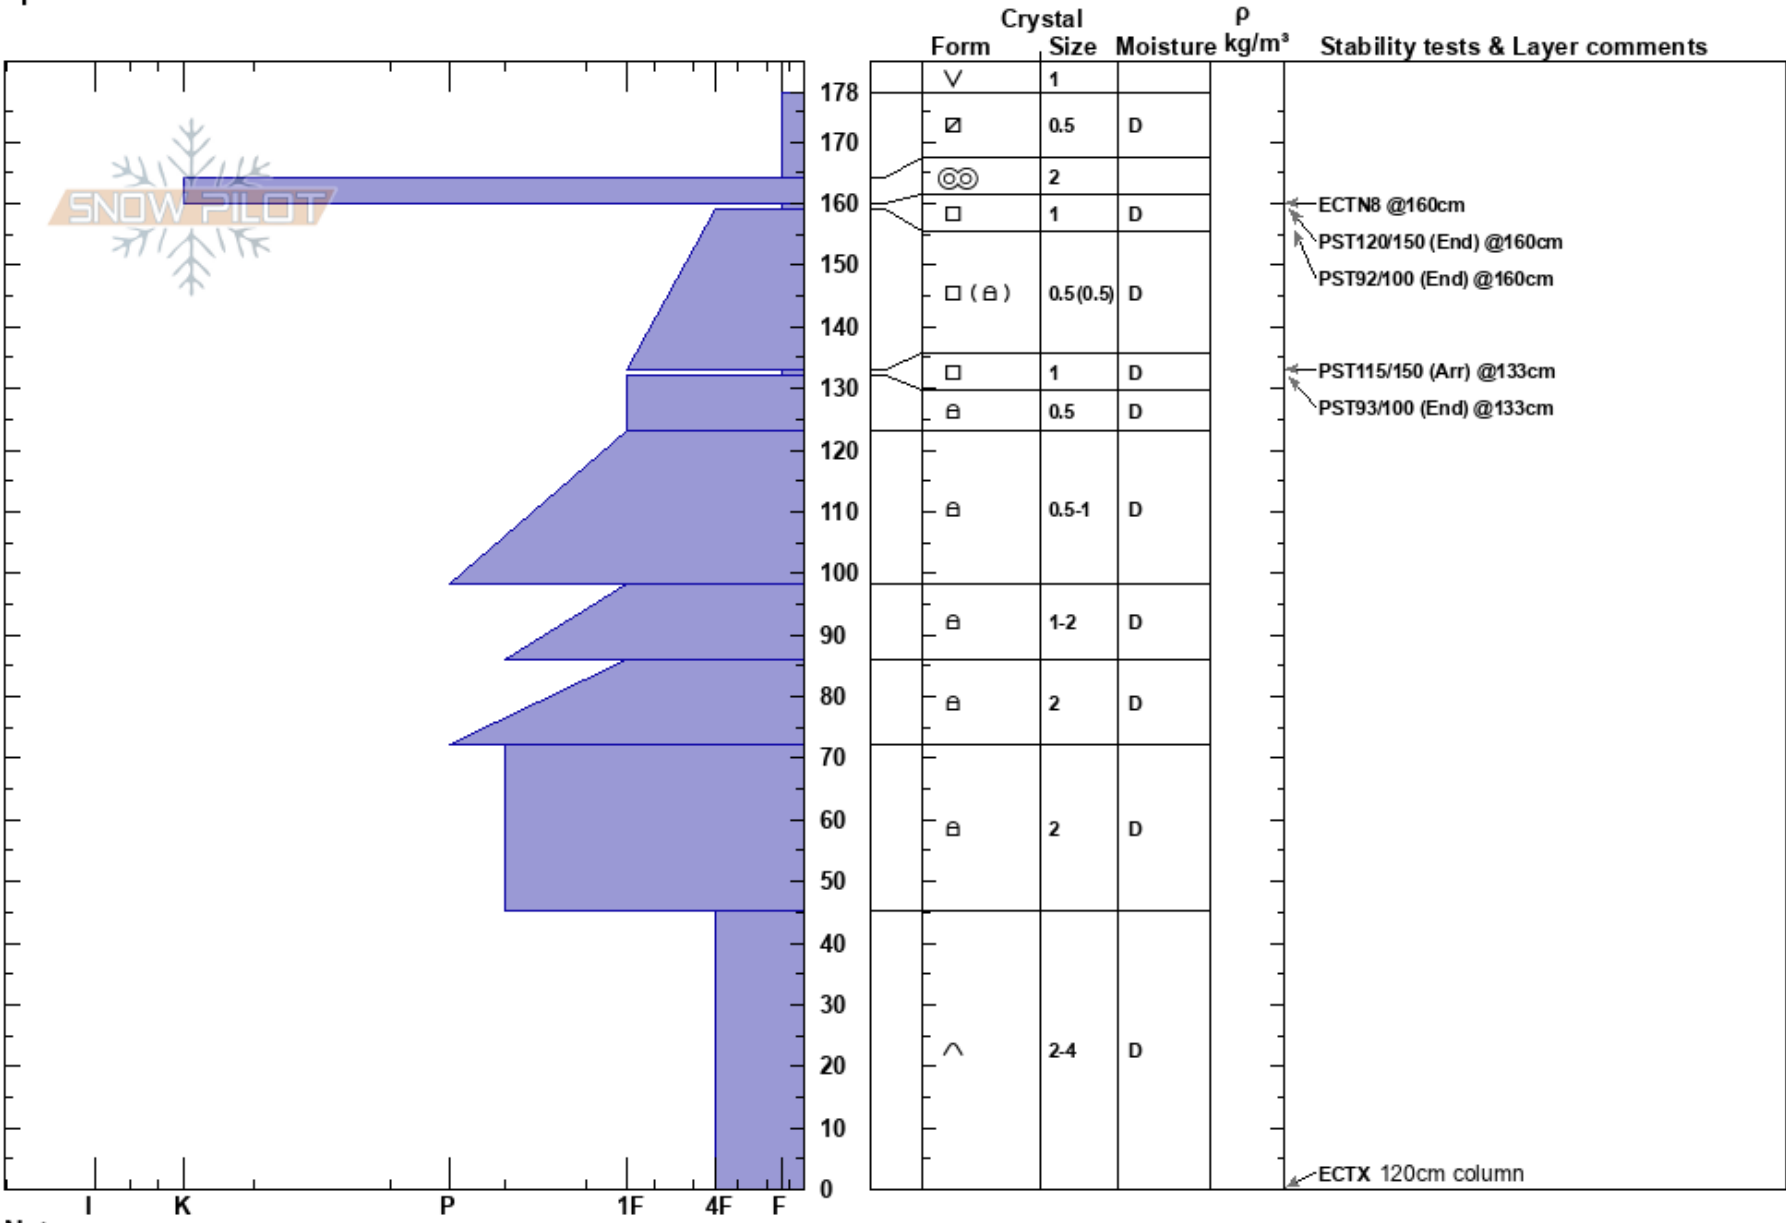 Crystal ρ
Form Size Moisture kg/m³ Stability tests & Layer comments
1
178
0.5 D
170
2
SNOW PILOT
160
1 D
ECTN8 @160cm
PST120/150 (End) @160cm
150
PST92/100 (End) @160cm
( ) 0.5(0.5) D
140
1 D
PST115/150 (Arr) @133cm
130
0.5 D
PST93/100 (End) @133cm
120
110
0.5-1 D
100
90
1-2 D
80
2 D
70
60
2 D
50
40
30
20
2-4 D
10
ECTX 120cm column
0
I K P 1F 4F F